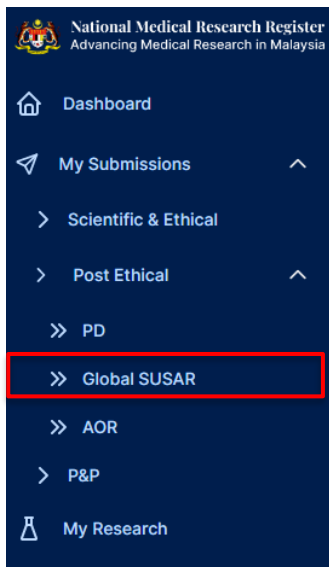 National Medical Research Register
Advancing Medical Research in Malaysia
Dashboard
My Submissions
Scientific & Ethical
Post Ethical
PD
Global SUSAR
AOR
P&P
My Research